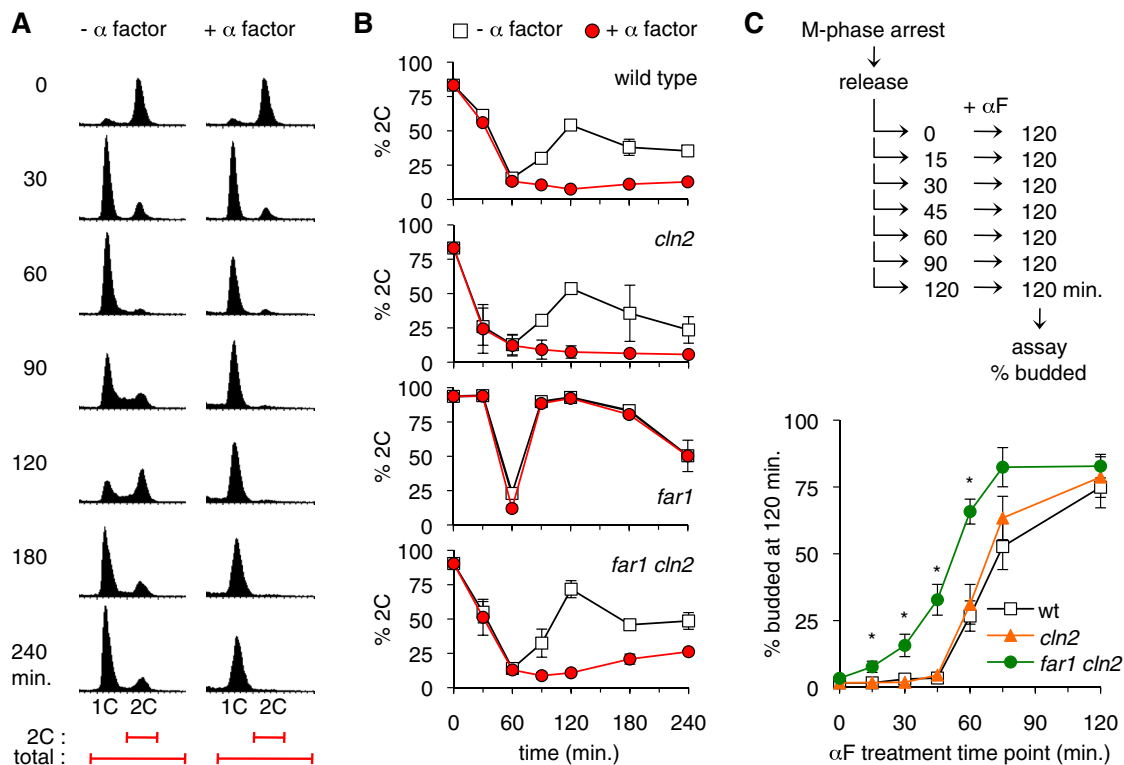 A
- α factor
+ α factor
0
30
60
90
120
180
240
min.
1C 2C 1C 2C
2C :
total :
B
- α factor + α factor
100
75
50
25
0
% 2C
wild type
100
75
50
25
0
% 2C
cln2
100
75
50
25
0
% 2C
far1
100
75
50
25
0
% 2C
far1 cln2
0 60 120 180 240
time (min.)
C
M-phase arrest
release
+ αF
0 120
15 120
30 120
45 120
60 120
90 120
120 120 min.
assay
% budded
100
75
50
25
0
% budded at 120 min.
* * * *
wt
cln2
far1 cln2
0 30 60 90 120
αF treatment time point (min.)